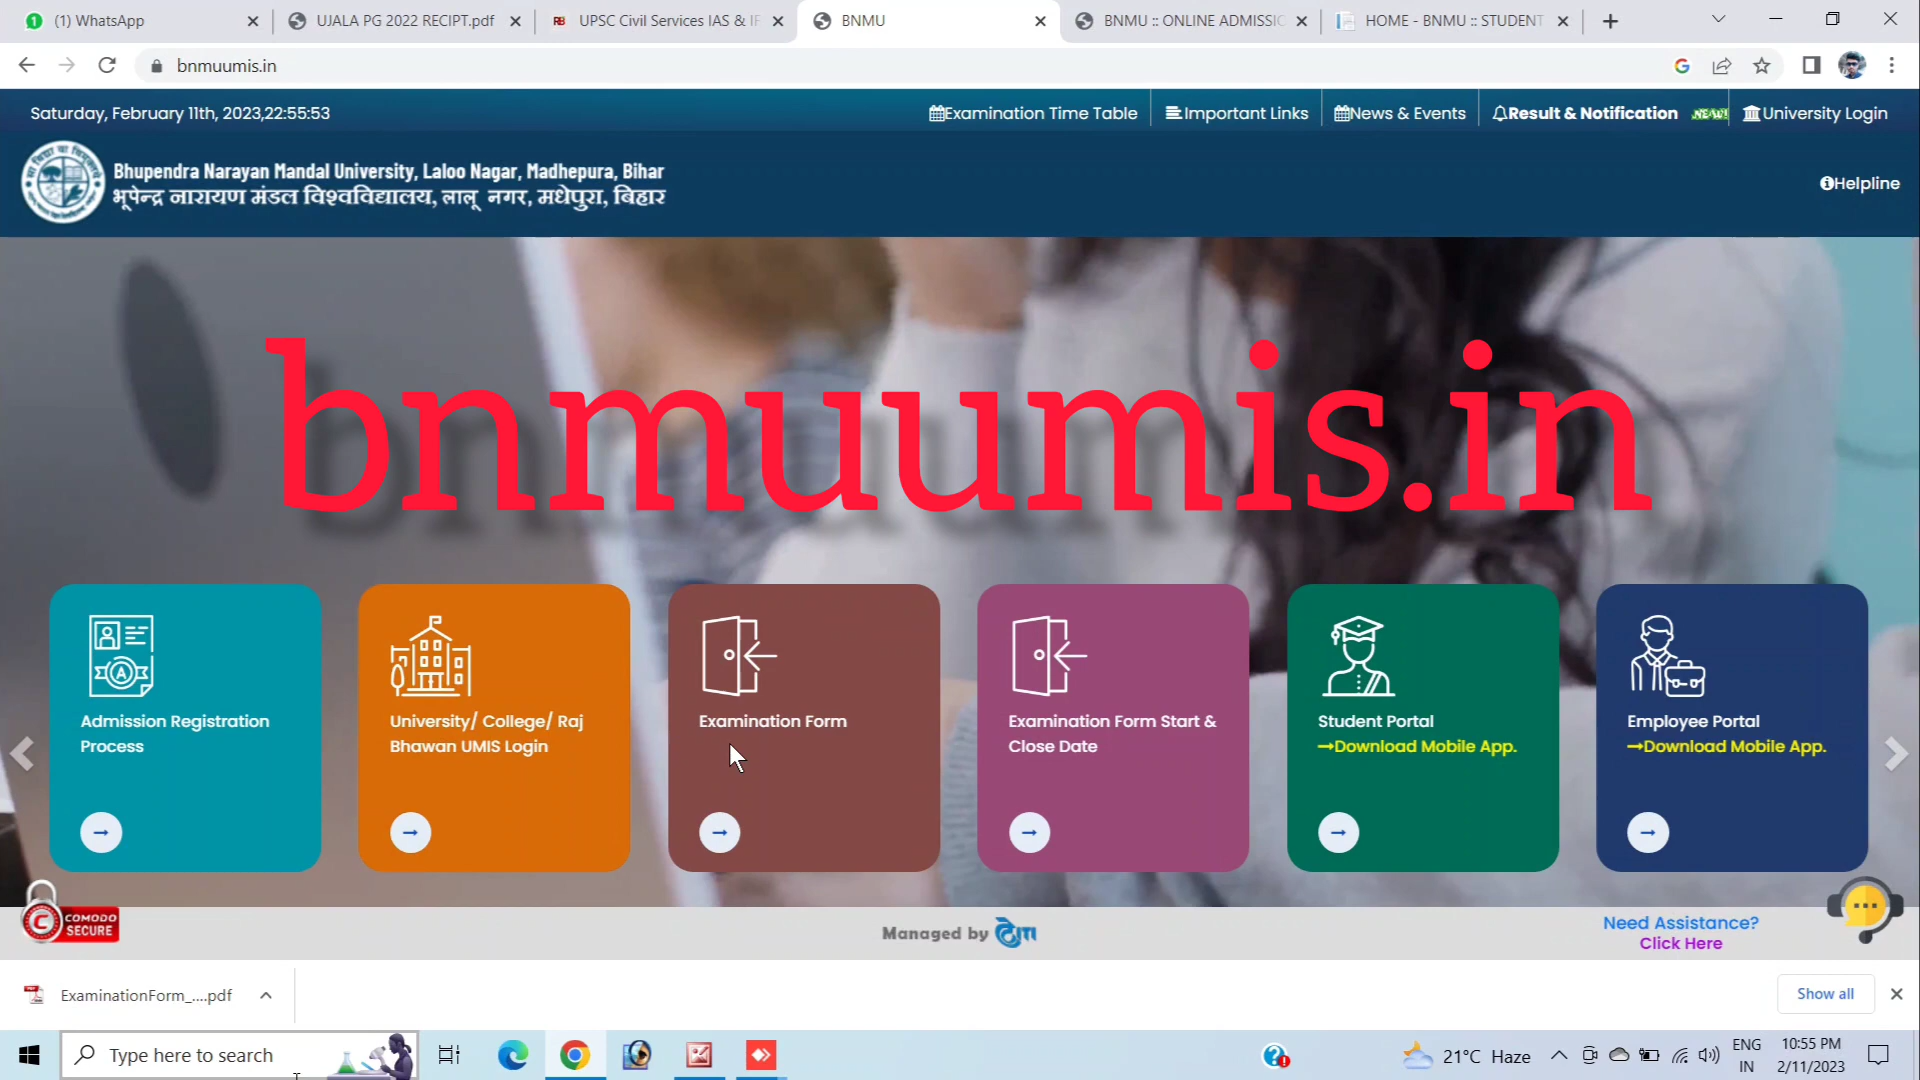 (1) WhatsApp
UJALA PG 2022 RECIPT.pdf
UPSC Civil Services IAS &
BNMU
BNMU :: ONLINE ADMISSIO
HOME - BNMU :: STUDENT
bnmuumis.in
Saturday, February 11th, 2023,22:55:53
Examination Time Table
Important Links
News & Events
Result & Notification
NEW!
University Login
Bhupendra Narayan Mandal University, Laloo Nagar, Madhepura, Bihar
भूपेन्द्र नारायण मंडल विश्वविद्यालय, लालू नगर, मधेपुरा, बिहार
Helpline
bnmuumis.in
Admission Registration
Process
University/ College/ Raj
Bhawan UMIS Login
Examination Form
Examination Form Start &
Close Date
Student Portal
→Download Mobile App.
Employee Portal
→Download Mobile App.
COMODO
SECURE
Managed by
Need Assistance?
Click Here
ExaminationForm_....pdf
Show all
Type here to search
21°C Haze
ENG
IN
10:55 PM
2/11/2023